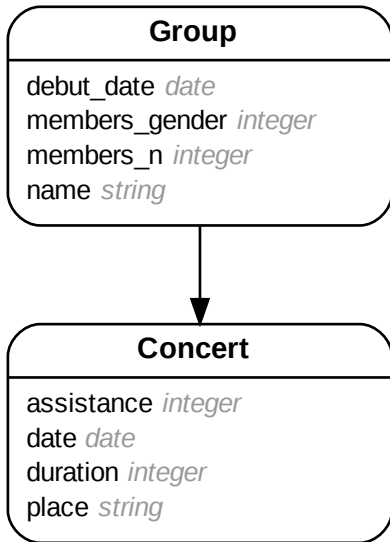 Group
debut_date date
members_gender integer
members_n integer
name string
Concert
assistance integer
date date
duration integer
place string